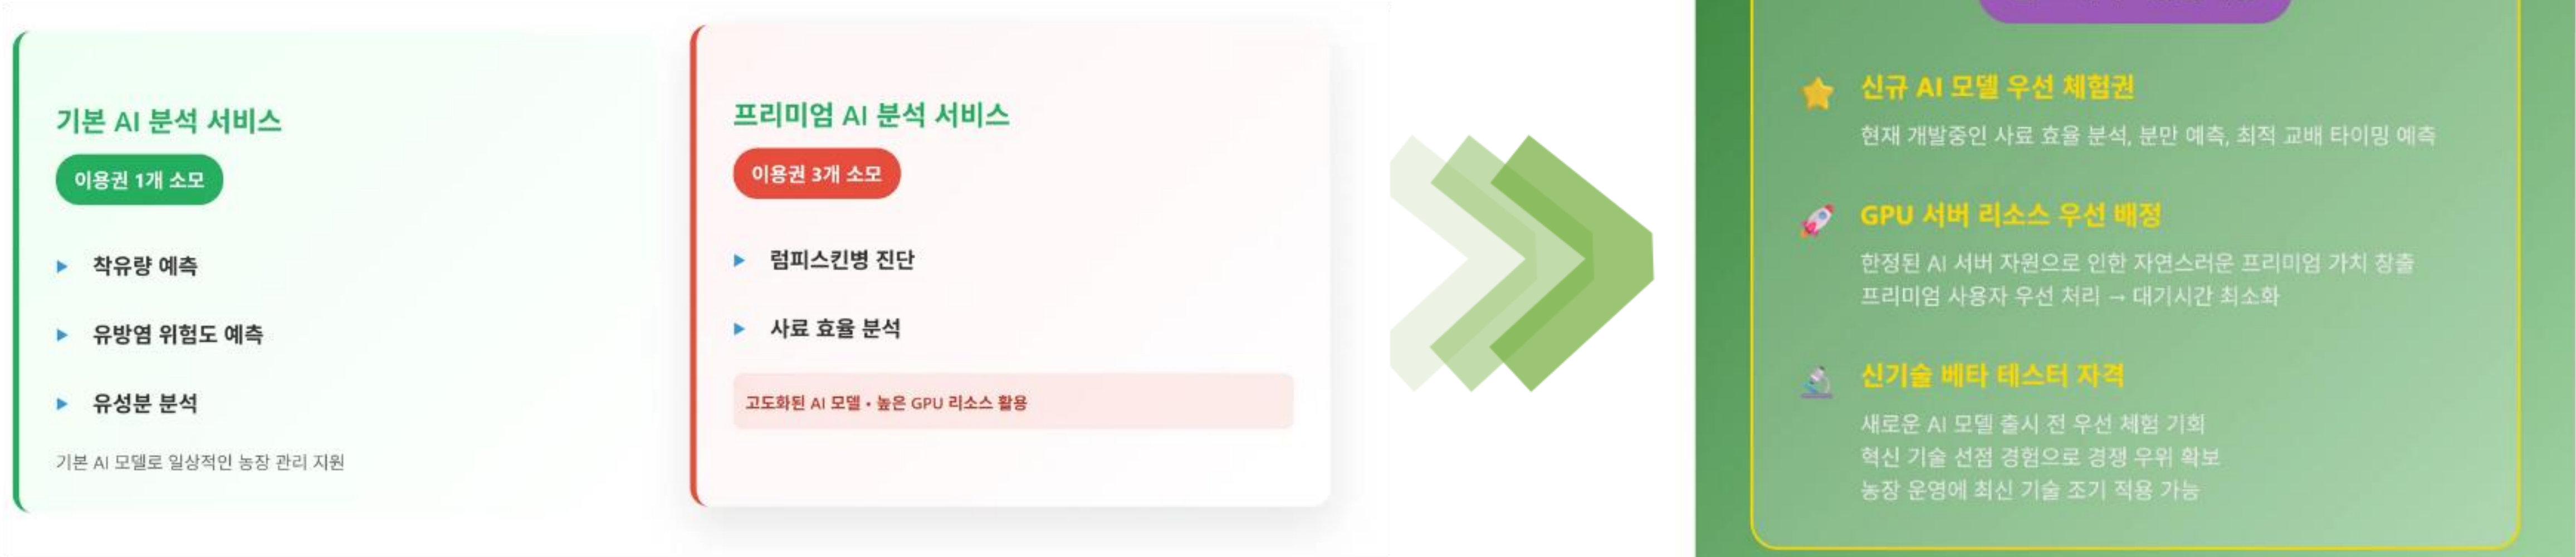 기본 AI 분석 서비스
이용권 1개 소모
착유량 예측
유방염 위험도 예측
유성분 분석
기본 AI 모델로 일상적인 농장 관리 지원
프리미엄 AI 분석 서비스
이용권 3개 소모
럼피스킨병 진단
사료 효율 분석
고도화된 AI 모델 • 높은 GPU 리소스 활용
신규 AI 모델 우선 체험권
현재 개발중인 사료 효율 분석, 분만 예측, 최적 교배 타이밍 예측
GPU 서버 리소스 우선 배정
한정된 AI 서버 자원으로 인한 자연스러운 프리미엄 가치 창출
프리미엄 사용자 우선 처리 → 대기시간 최소화
신기술 베타 테스터 자격
새로운 AI 모델 출시 전 우선 체험 기회
혁신 기술 선점 경험으로 경쟁 우위 확보
농장 운영에 최신 기술 조기 적용 가능